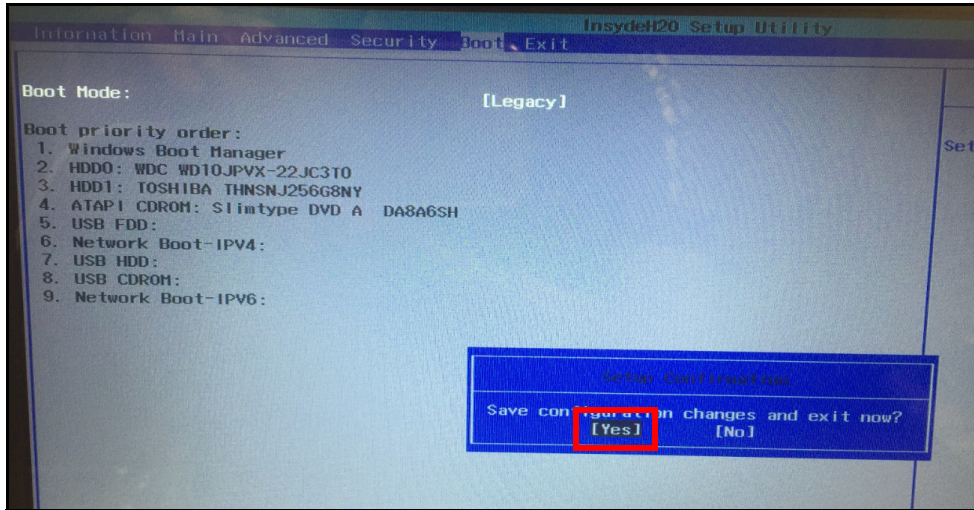 InsydeH20 Setup Utility
Information Main Advanced Security Boot Exit
Boot Mode: [Legacy]
Boot priority order:
1. Windows Boot Manager
2. HDD0: WDC WD10JPVX-22JC3T0
3. HDD1: TOSHIBA THNSNJ256G8NY
4. ATAPI CDROM: Slimtype DVD A DA8A6SH
5. USB FDD:
6. Network Boot-IPV4:
7. USB HDD:
8. USB CDROM:
9. Network Boot-IPV6:
Set
Setup Confirmation
Save configuration changes and exit now?
[Yes] [No]